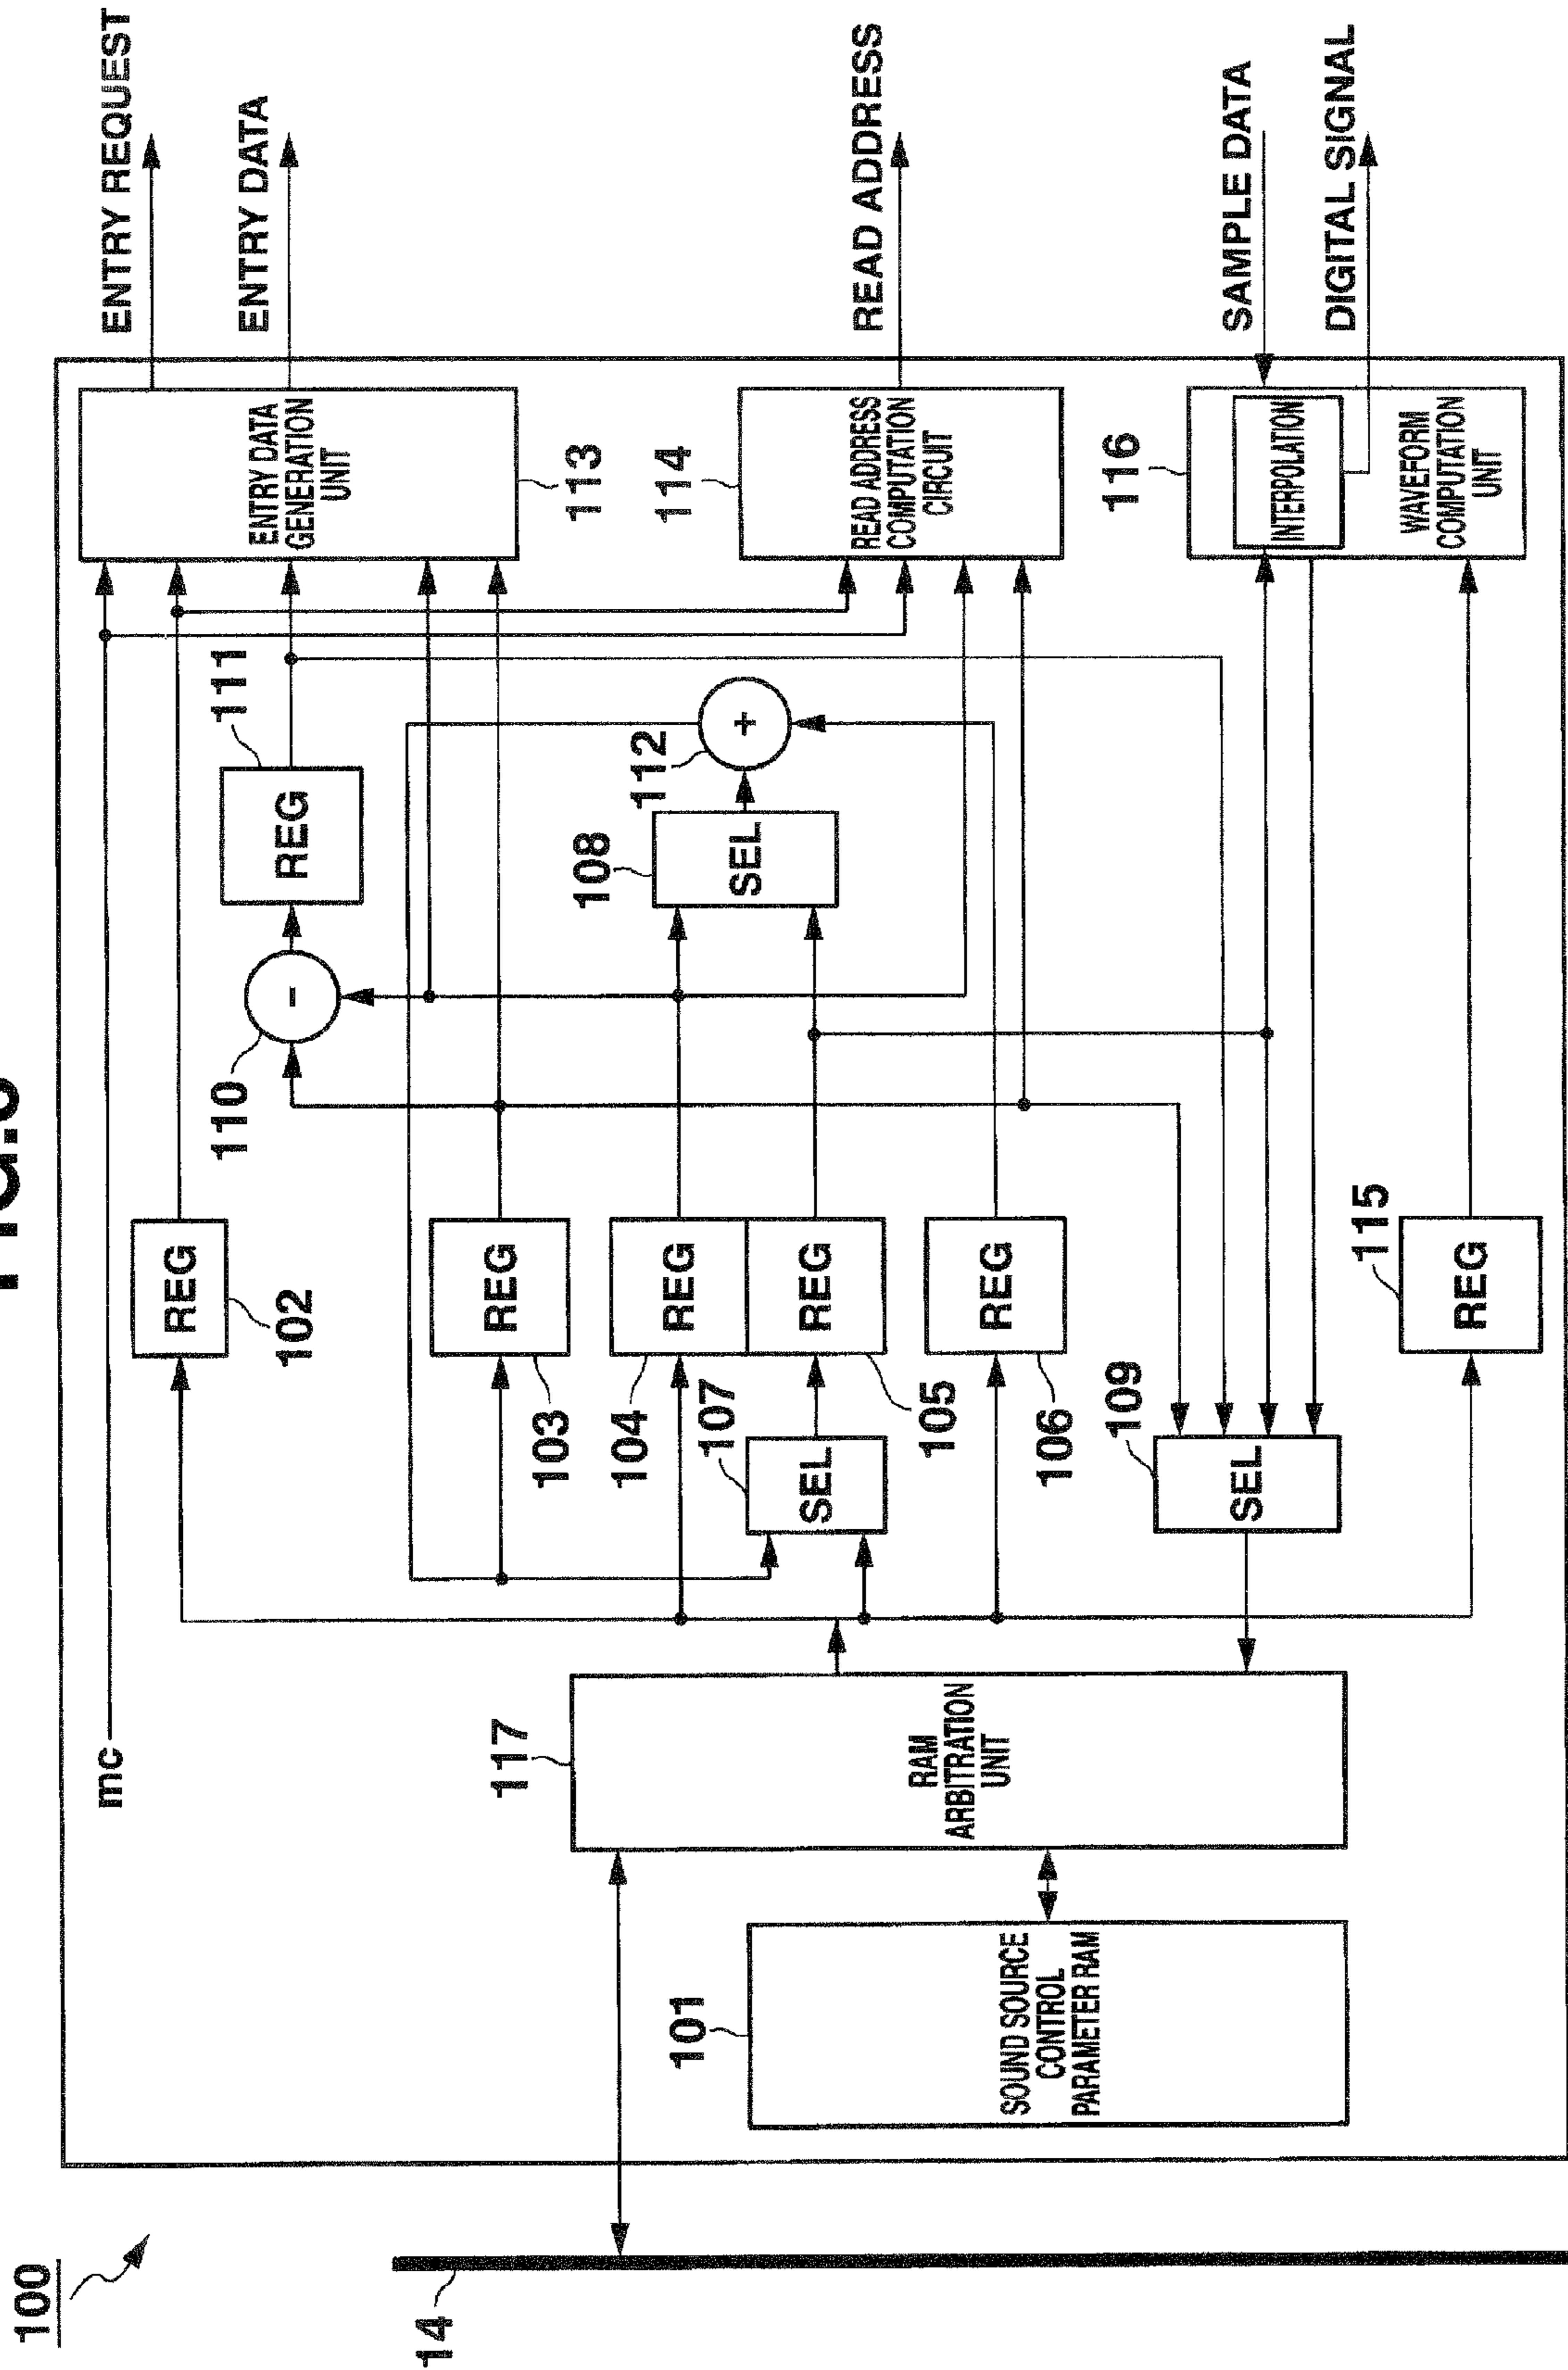 100
14
mc
101
SOUND SOURCE
CONTROL
PARAMETER RAM
117
RAM
ARBITRATION
UNIT
REG
102
REG
103
REG
104
REG
105
REG
106
SEL
107
SEL
108
SEL
109
110
-
111
REG
112
+
ENTRY DATA
GENERATION
UNIT
113
114
READ ADDRESS
COMPUTATION
CIRCUIT
REG
115
116
INTERPOLATION
WAVEFORM
COMPUTATION
UNIT
ENTRY REQUEST
ENTRY DATA
READ ADDRESS
SAMPLE DATA
DIGITAL SIGNAL